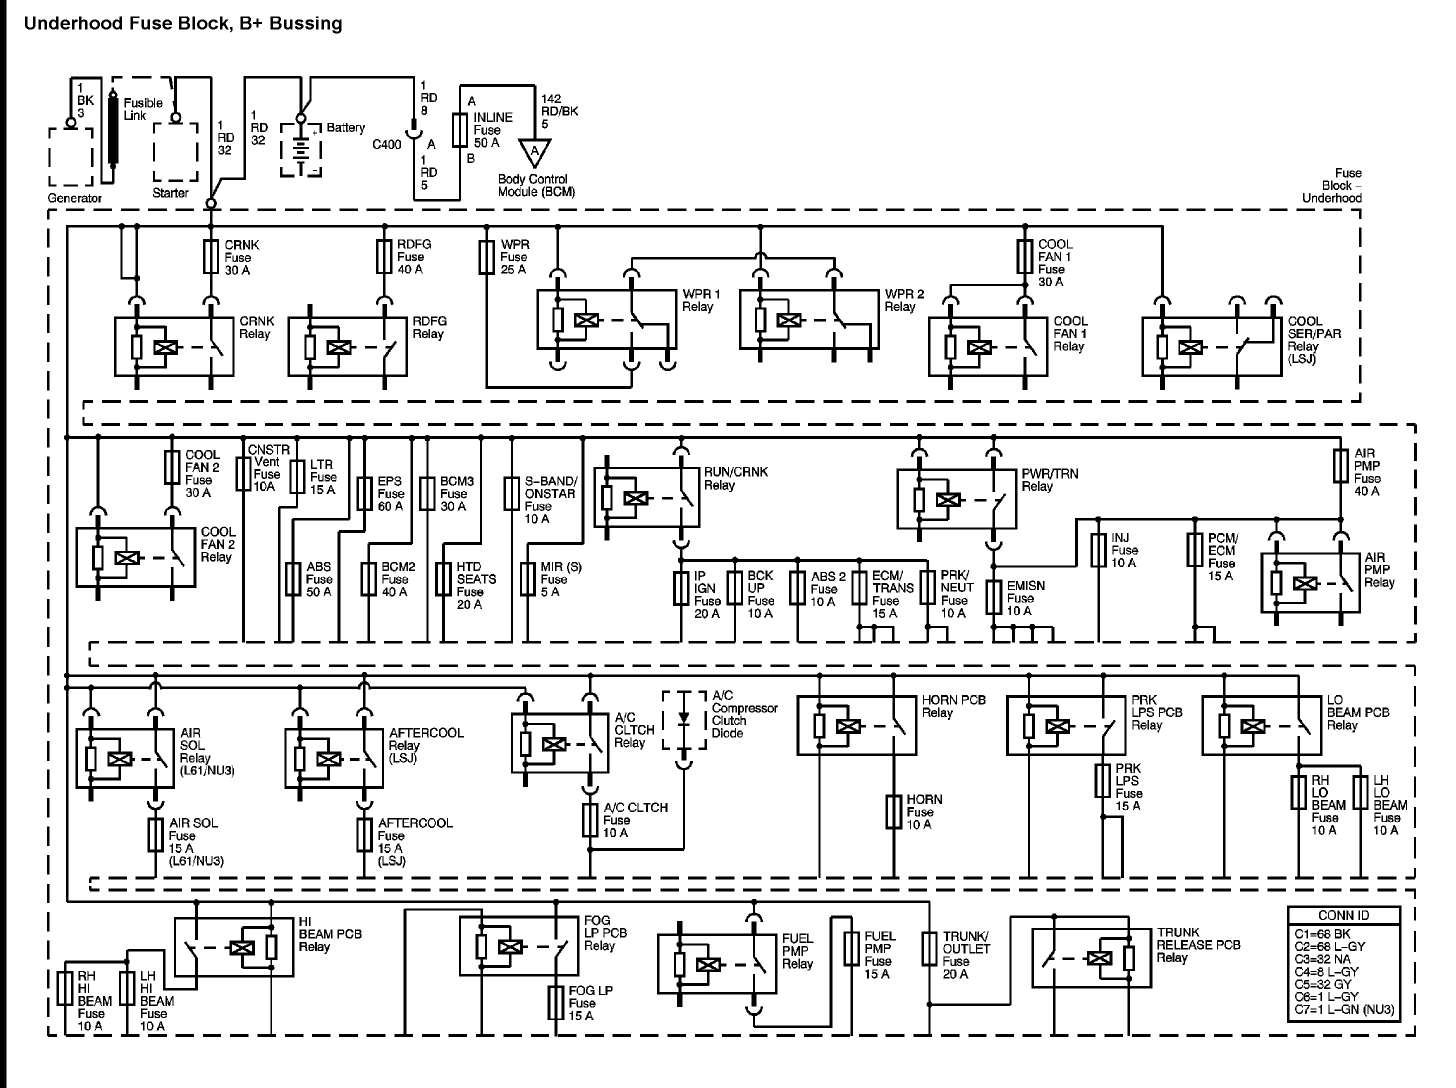 Underhood Fuse Block, B+ Bussing
1
BK
3
Generator
Fusible
Link
Starter
1
RD
32
1
RD
32
Battery
+
-
1
RD
8
C400
A
1
RD
5
A
INLINE
Fuse
50 A
B
142
RD/BK
5
A
Body Control
Module (BCM)
Fuse
Block –
Underhood
CRNK
Fuse
30 A
RDFG
Fuse
40 A
WPR
Fuse
25 A
COOL
FAN 1
Fuse
30 A
CRNK
Relay
RDFG
Relay
WPR 1
Relay
WPR 2
Relay
COOL
FAN 1
Relay
COOL
SER/PAR
Relay
(LSJ)
COOL
FAN 2
Fuse
30 A
CNSTR
Vent
Fuse
10A
LTR
Fuse
15 A
EPS
Fuse
60 A
BCM3
Fuse
30 A
S-BAND/
ONSTAR
Fuse
10 A
RUN/CRNK
Relay
PWR/TRN
Relay
AIR
PMP
Fuse
40 A
COOL
FAN 2
Relay
ABS
Fuse
50 A
BCM2
Fuse
40 A
HTD
SEATS
Fuse
20 A
MIR (S)
Fuse
5 A
IP
IGN
Fuse
20 A
BCK
UP
Fuse
10 A
ABS 2
Fuse
10 A
ECM/
TRANS
Fuse
15 A
PRK/
NEUT
Fuse
10 A
EMISN
Fuse
10 A
INJ
Fuse
10 A
PCM/
ECM
Fuse
15 A
AIR
PMP
Relay
AIR
SOL
Relay
(L61/NU3)
AFTERCOOL
Relay
(LSJ)
A/C
CLTCH
Relay
A/C
Compressor
Clutch
Diode
HORN PCB
Relay
PRK
LPS PCB
Relay
LO
BEAM PCB
Relay
AIR SOL
Fuse
15 A
(L61/NU3)
AFTERCOOL
Fuse
15 A
(LSJ)
A/C CLTCH
Fuse
10 A
HORN
Fuse
10 A
PRK
LPS
Fuse
15 A
RH
LO
BEAM
Fuse
10 A
LH
LO
BEAM
Fuse
10 A
HI
BEAM PCB
Relay
RH
HI
BEAM
Fuse
10 A
LH
HI
BEAM
Fuse
10 A
FOG
LP PCB
Relay
FOG LP
Fuse
15 A
FUEL
PMP
Relay
FUEL
PMP
Fuse
15 A
TRUNK/
OUTLET
Fuse
20 A
TRUNK
RELEASE PCB
Relay
CONN ID
C1=68 BK
C2=68 L-GY
C3=32 NA
C4=8 L-GY
C5=32 GY
C6=1 L-GY
C7=1 L-GN (NU3)